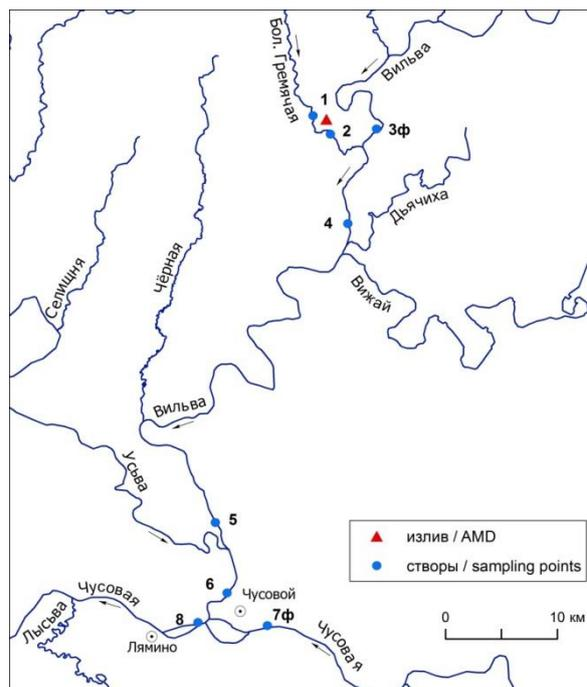 Бол. Гремячая
Вильва
1
2
3ф
Дьячиха
4
Селищня
Чёрная
Вижай
Вильва
Усьва
5
излив / AMD
створы / sampling points
6
Чусовой
Чусовая
8
7ф
0
10 км
Лысьва
Лямино
Чусовая